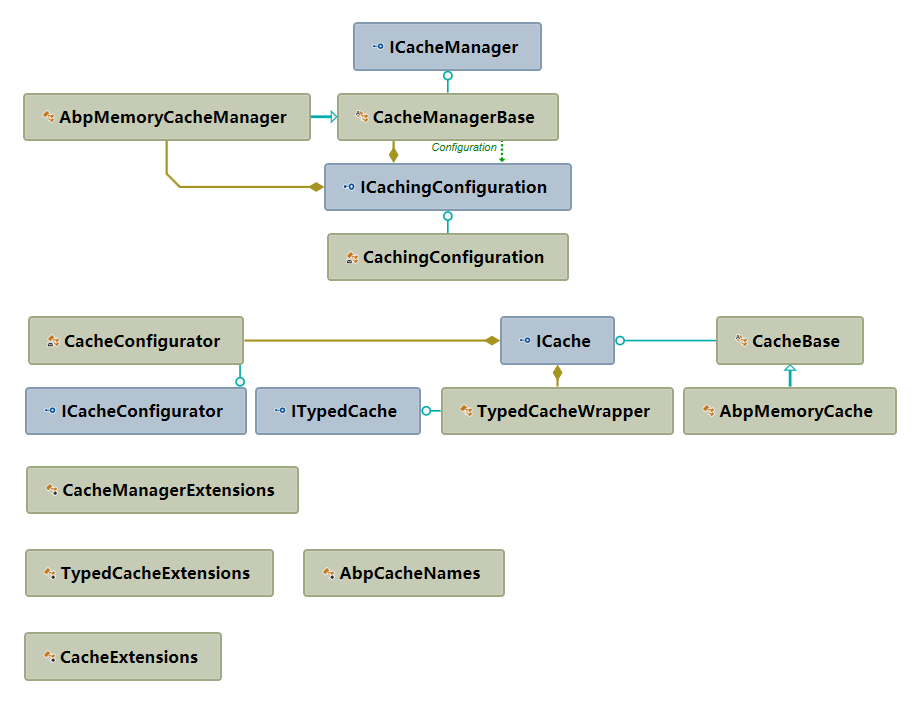 ICacheManager
AbpMemoryCacheManager
CacheManagerBase
Configuration
ICachingConfiguration
CachingConfiguration
CacheConfigurator
ICache
CacheBase
ICacheConfigurator
ITypedCache
TypedCacheWrapper
AbpMemoryCache
CacheManagerExtensions
TypedCacheExtensions
AbpCacheNames
CacheExtensions